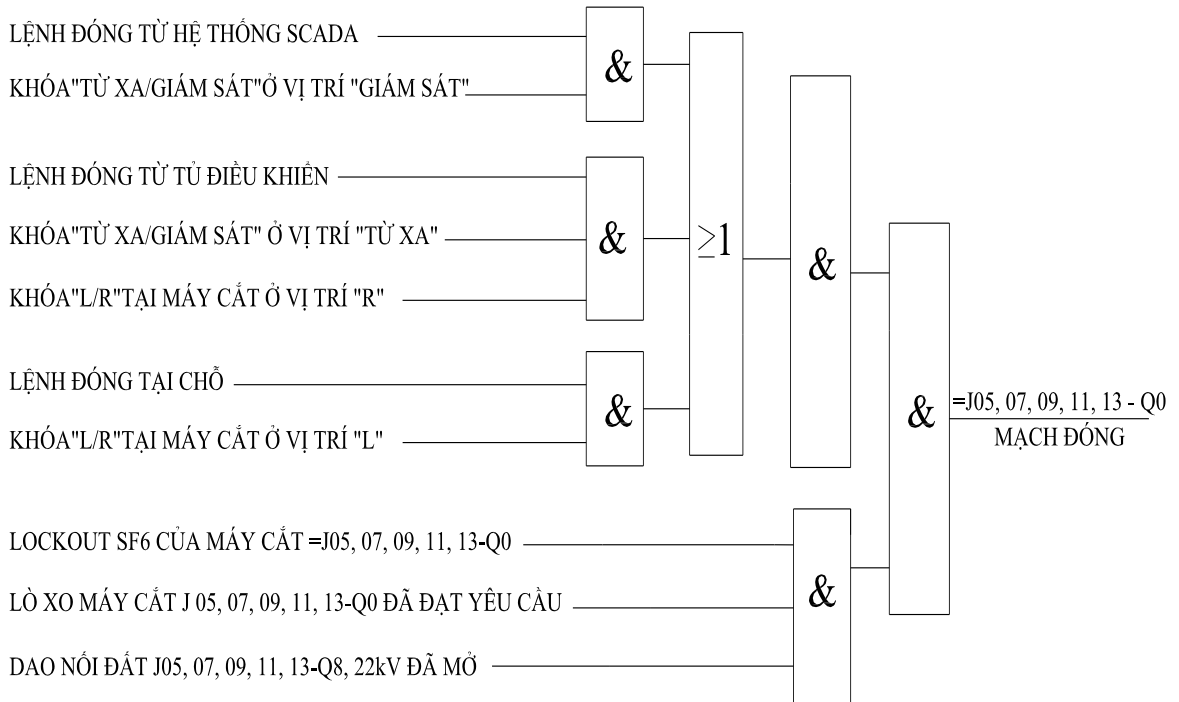 LỆNH ĐÓNG TỪ HỆ THỐNG SCADA
KHÓA"TỪ XA/GIÁM SÁT"Ở VỊ TRÍ "GIÁM SÁT"
&
LỆNH ĐÓNG TỪ TỦ ĐIỀU KHIỂN
KHÓA"TỪ XA/GIÁM SÁT" Ở VỊ TRÍ "TỪ XA"
KHÓA"L/R"TẠI MÁY CẮT Ở VỊ TRÍ "R"
&
≥1
&
LỆNH ĐÓNG TẠI CHỖ
KHÓA"L/R"TẠI MÁY CẮT Ở VỊ TRÍ "L"
&
&
=J05, 07, 09, 11, 13 - Q0
MẠCH ĐÓNG
LOCKOUT SF6 CỦA MÁY CẮT =J05, 07, 09, 11, 13-Q0
LÒ XO MÁY CẮT J 05, 07, 09, 11, 13-Q0 ĐÃ ĐẠT YÊU CẦU
DAO NỐI ĐẤT J05, 07, 09, 11, 13-Q8, 22kV ĐÃ MỞ
&